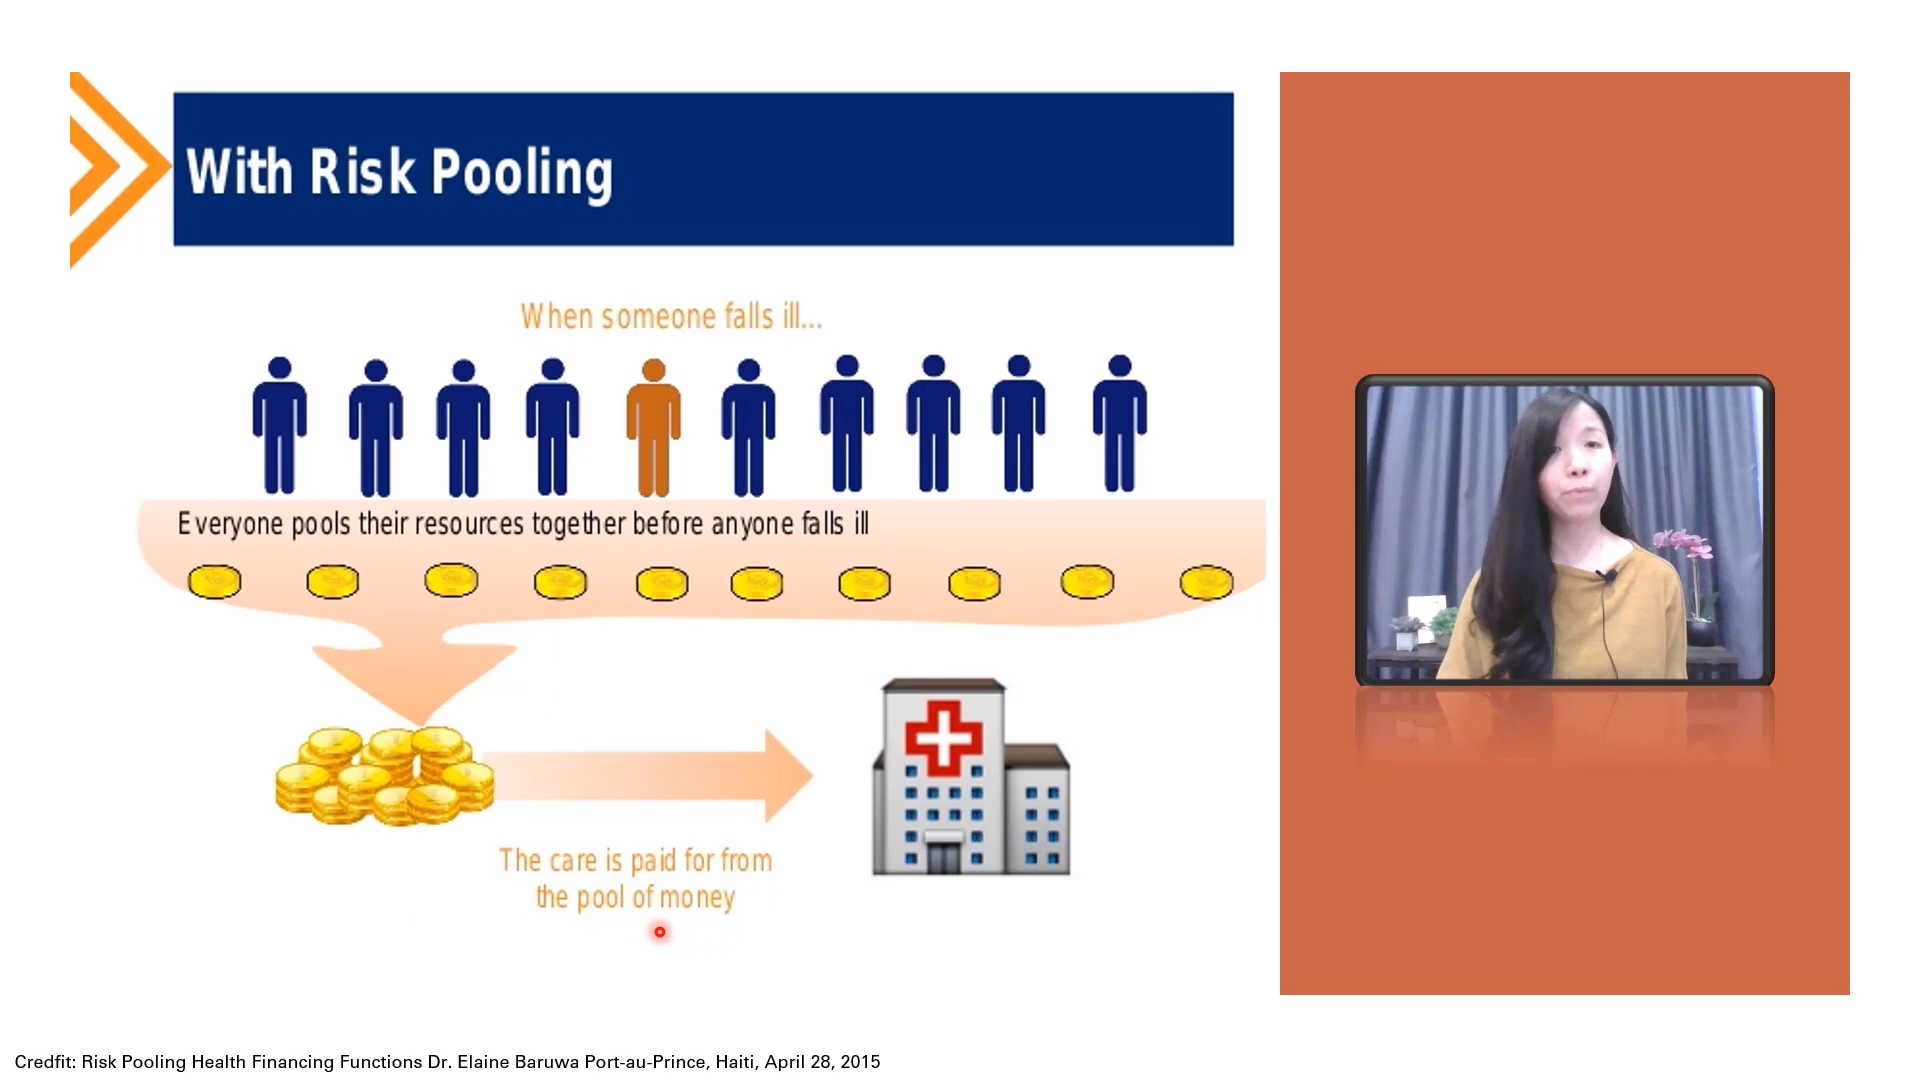 With Risk Pooling
When someone falls ill...
Everyone pools their resources together before anyone falls ill
The care is paid for from
the pool of money
Credfit: Risk Pooling Health Financing Functions Dr. Elaine Baruwa Port-au-Prince, Haiti, April 28, 2015